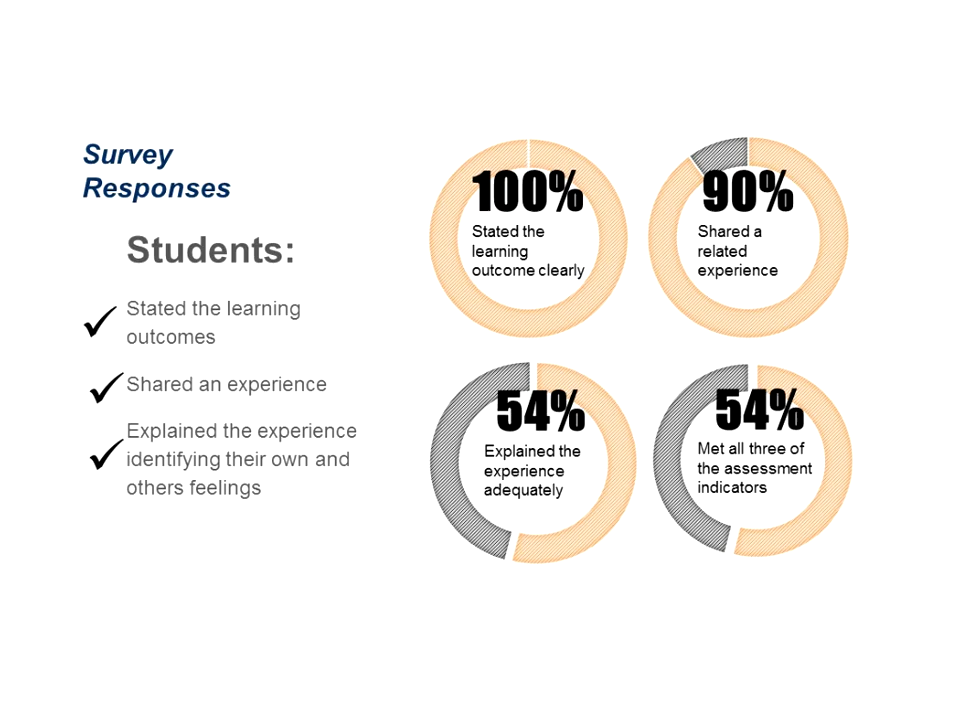 Survey
Responses
Students:
Stated the learning
outcomes
Shared an experience
Explained the experience
identifying their own and
others feelings
100%
Stated the
learning
outcome clearly
90%
Shared a
related
experience
54%
Explained the
experience
adequately
54%
Met all three of
the assessment
indicators